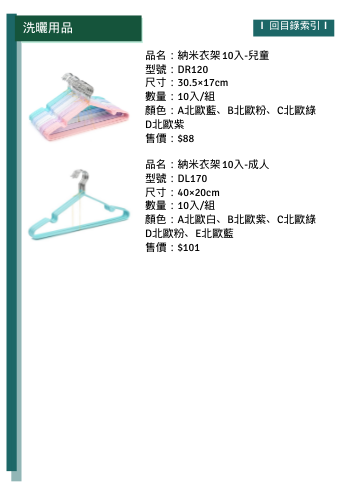 洗曬用品
I 回目錄索引 I
品名：納米衣架10入-兒童
型號：DR120
尺寸：30.5×17cm
數量：10入/組
顏色：A北歐藍、B北歐粉、C北歐綠
D北歐紫
售價：$88
品名：納米衣架10入-成人
型號：DL170
尺寸：40×20cm
數量：10入/組
顏色：A北歐白、B北歐紫、C北歐綠
D北歐粉、E北歐藍
售價：$101